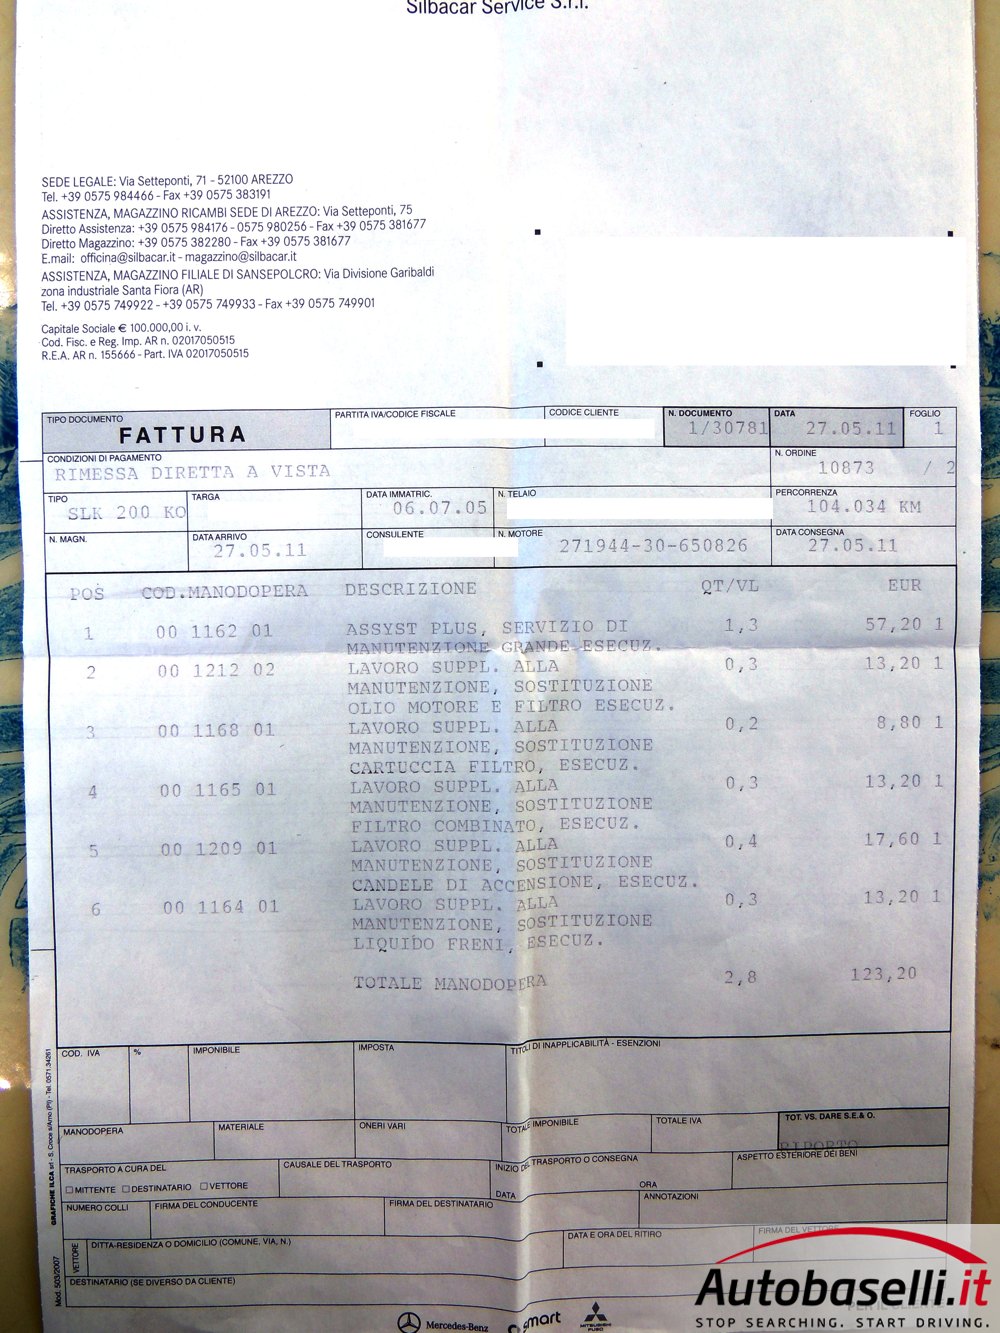 Silbacar Service S.r.l.
SEDE LEGALE: Via Setteponti, 71 - 52100 AREZZO
Tel. +39 0575 984466 - Fax +39 0575 383191
ASSISTENZA, MAGAZZINO RICAMBI SEDE DI AREZZO: Via Setteponti, 75
Diretto Assistenza: +39 0575 984176 - 0575 980256 - Fax +39 0575 381677
Diretto Magazzino: +39 0575 382280 - Fax +39 0575 381677
E.mail: officina@silbacar.it - magazzino@silbacar.it
ASSISTENZA, MAGAZZINO FILIALE DI SANSEPOLCRO: Via Divisione Garibaldi
zona industriale Santa Fiora (AR)
Tel. +39 0575 749922 - +39 0575 749933 - Fax +39 0575 749901
Capitale Sociale € 100.000,00 i. v.
Cod. Fisc. e Reg. Imp. AR n. 02017050515
R.E.A. AR n. 155666 - Part. IVA 02017050515
TIPO DOCUMENTO PARTITA IVA/CODICE FISCALE CODICE CLIENTE N. DOCUMENTO DATA FOGLIO
FATTURA 1/30781 27.05.11 1
CONDIZIONI DI PAGAMENTO N. ORDINE
RIMESSA DIRETTA A VISTA 10873 / 2
TIPO TARGA DATA IMMATRIC. N. TELAIO PERCORRENZA
SLK 200 KO 06.07.05 104.034 KM
N. MAGN. DATA ARRIVO CONSULENTE N. MOTORE DATA CONSEGNA
27.05.11 271944-30-650826 27.05.11
POS COD.MANODOPERA DESCRIZIONE QT/VL EUR
1 00 1162 01 ASSYST PLUS, SERVIZIO DI 1,3 57,20 1
MANUTENZIONE GRANDE ESECUZ.
2 00 1212 02 LAVORO SUPPL. ALLA 0,3 13,20 1
MANUTENZIONE, SOSTITUZIONE
OLIO MOTORE E FILTRO ESECUZ.
3 00 1168 01 LAVORO SUPPL. ALLA 0,2 8,80 1
MANUTENZIONE, SOSTITUZIONE
CARTUCCIA FILTRO, ESECUZ.
4 00 1165 01 LAVORO SUPPL. ALLA 0,3 13,20 1
MANUTENZIONE, SOSTITUZIONE
FILTRO COMBINATO, ESECUZ.
5 00 1209 01 LAVORO SUPPL. ALLA 0,4 17,60 1
MANUTENZIONE, SOSTITUZIONE
CANDELE DI ACCENSIONE, ESECUZ.
6 00 1164 01 LAVORO SUPPL. ALLA 0,3 13,20 1
MANUTENZIONE, SOSTITUZIONE
LIQUIDO FRENI, ESECUZ.
TOTALE MANODOPERA 2,8 123,20
COD. IVA % IMPONIBILE IMPOSTA TITOLI DI INAPPLICABILITÀ - ESENZIONI
MANODOPERA MATERIALE ONERI VARI TOTALE IMPONIBILE TOTALE IVA TOT. VS. DARE S.E.& O.
RIPORTO
TRASPORTO A CURA DEL CAUSALE DEL TRASPORTO INIZIO DEL TRASPORTO O CONSEGNA ASPETTO ESTERIORE DEI BENI
MITTENTE DESTINATARIO VETTORE DATA ORA
NUMERO COLLI FIRMA DEL CONDUCENTE FIRMA DEL DESTINATARIO ANNOTAZIONI
VETTORE DITTA-RESIDENZA O DOMICILIO (COMUNE, VIA, N.) DATA E ORA DEL RITIRO FIRMA DEL VETTORE
DESTINATARIO (SE DIVERSO DA CLIENTE)
GRAFICHE ILCA srl - S. Croce s/Arno (PI) - Tel. 0571.34261
Mod. 503/2007
Mercedes-Benz smart MITSUBISHI FUSO
Autobaselli.it
STOP SEARCHING. START DRIVING.